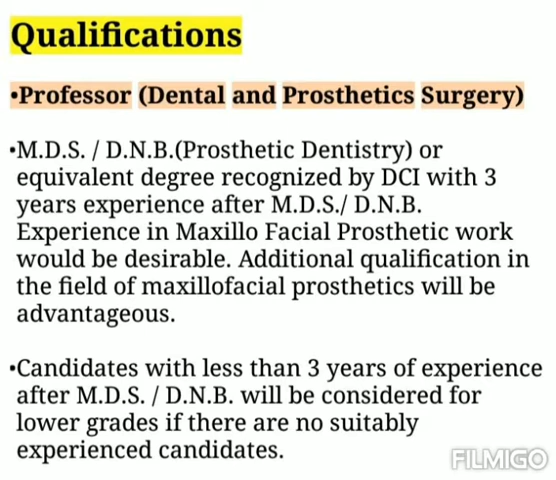 Qualifications
•Professor (Dental and Prosthetics Surgery)
•M.D.S. / D.N.B.(Prosthetic Dentistry) or
equivalent degree recognized by DCI with 3
years experience after M.D.S./ D.N.B.
Experience in Maxillo Facial Prosthetic work
would be desirable. Additional qualification in
the field of maxillofacial prosthetics will be
advantageous.
•Candidates with less than 3 years of experience
after M.D.S. / D.N.B. will be considered for
lower grades if there are no suitably
experienced candidates.
FILMIGO